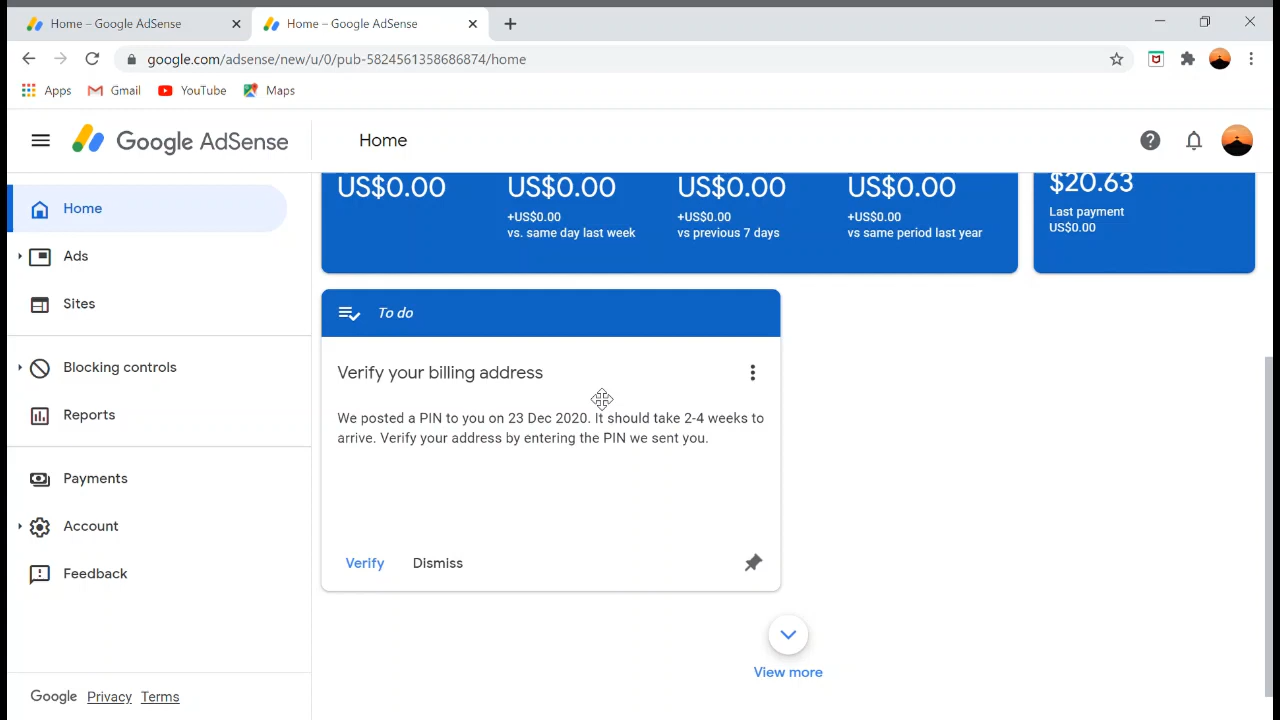 Home – Google AdSense
Home – Google AdSense
google.com/adsense/new/u/0/pub-5824561358686874/home
Apps
Gmail
YouTube
Maps
Google AdSense
Home
Home
Ads
Sites
Blocking controls
Reports
Payments
Account
Feedback
Google Privacy Terms
US$0.00 US$0.00 US$0.00 US$0.00
+US$0.00 +US$0.00 +US$0.00
vs. same day last week vs previous 7 days vs same period last year
$20.63
Last payment
US$0.00
To do
Verify your billing address
We posted a PIN to you on 23 Dec 2020. It should take 2-4 weeks to
arrive. Verify your address by entering the PIN we sent you.
Verify Dismiss
View more